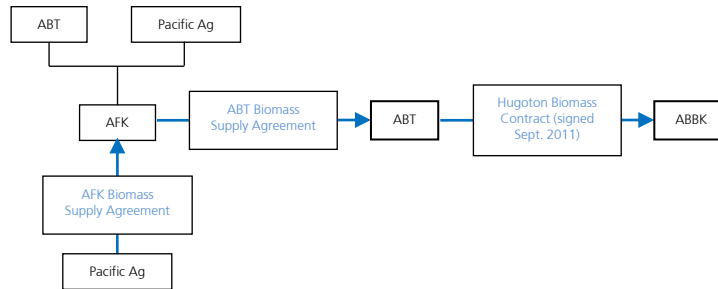 ABT
Pacific Ag
AFK
ABT Biomass
Supply Agreement
ABT
Hugoton Biomass
Contract (signed
Sept. 2011)
ABBK
AFK Biomass
Supply Agreement
Pacific Ag